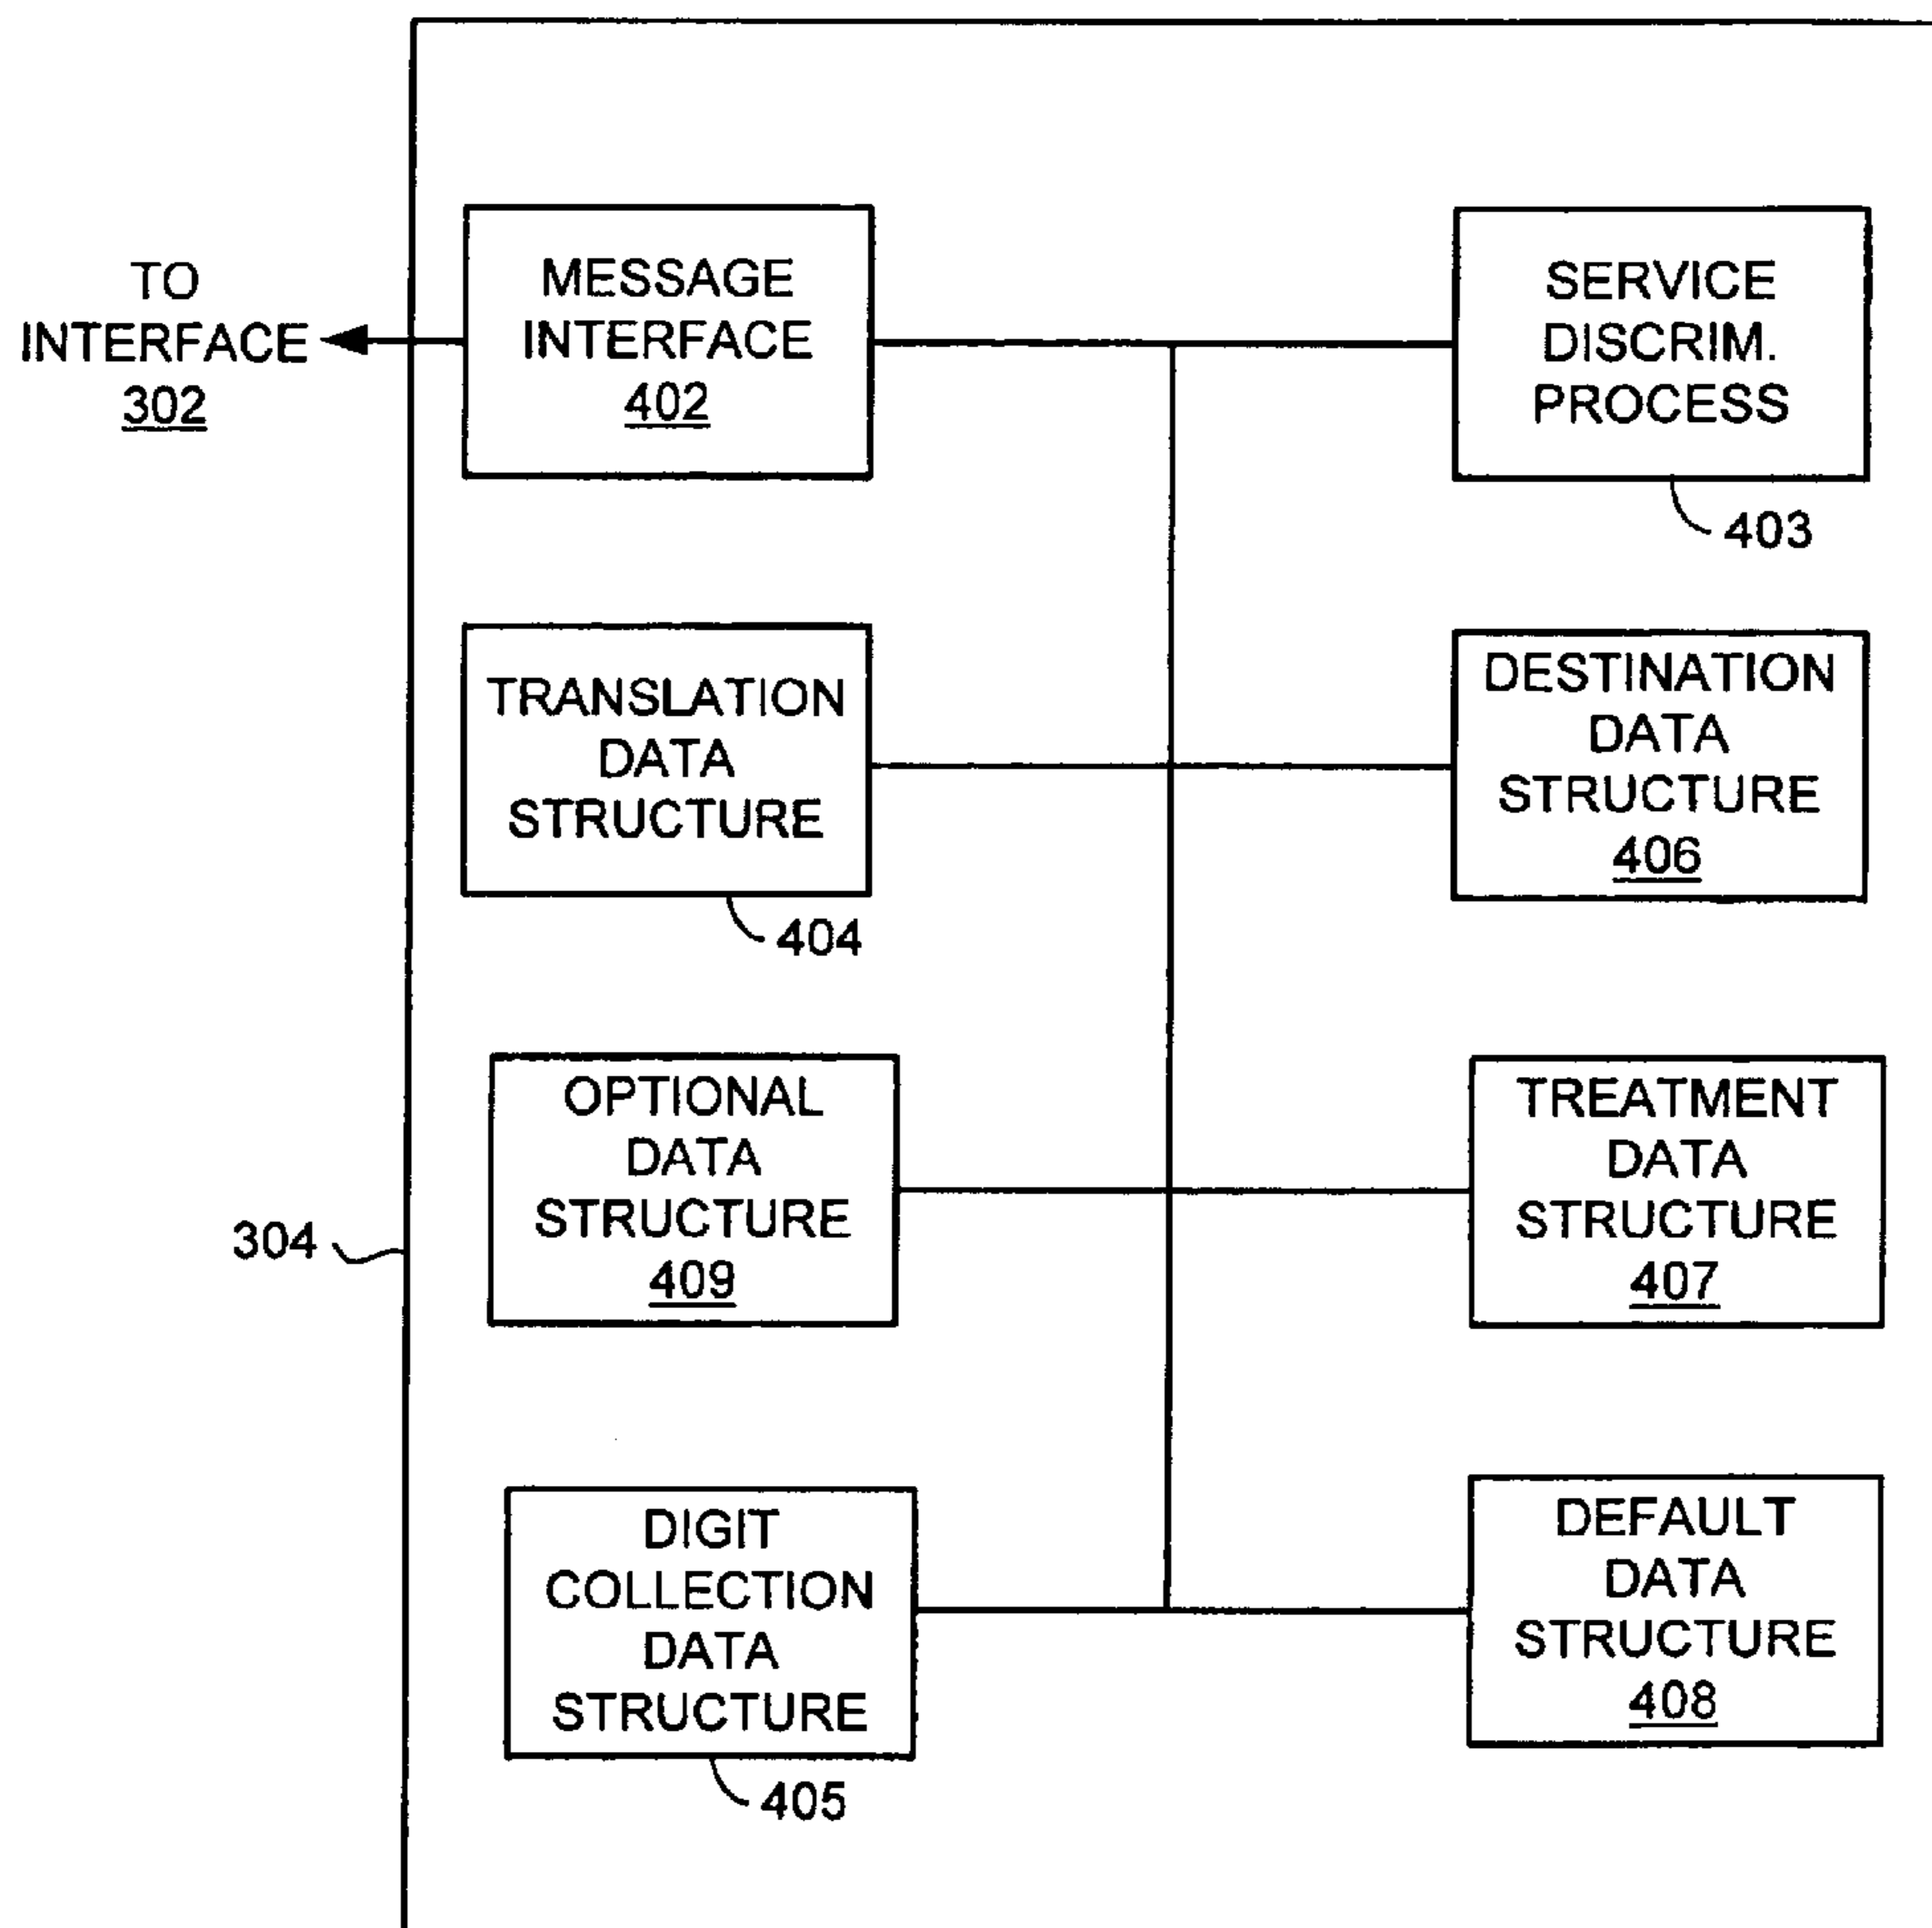 TO
INTERFACE
302
MESSAGE
INTERFACE
402
SERVICE
DISCRIM.
PROCESS
403
TRANSLATION
DATA
STRUCTURE
404
DESTINATION
DATA
STRUCTURE
406
304
OPTIONAL
DATA
STRUCTURE
409
TREATMENT
DATA
STRUCTURE
407
DIGIT
COLLECTION
DATA
STRUCTURE
405
DEFAULT
DATA
STRUCTURE
408